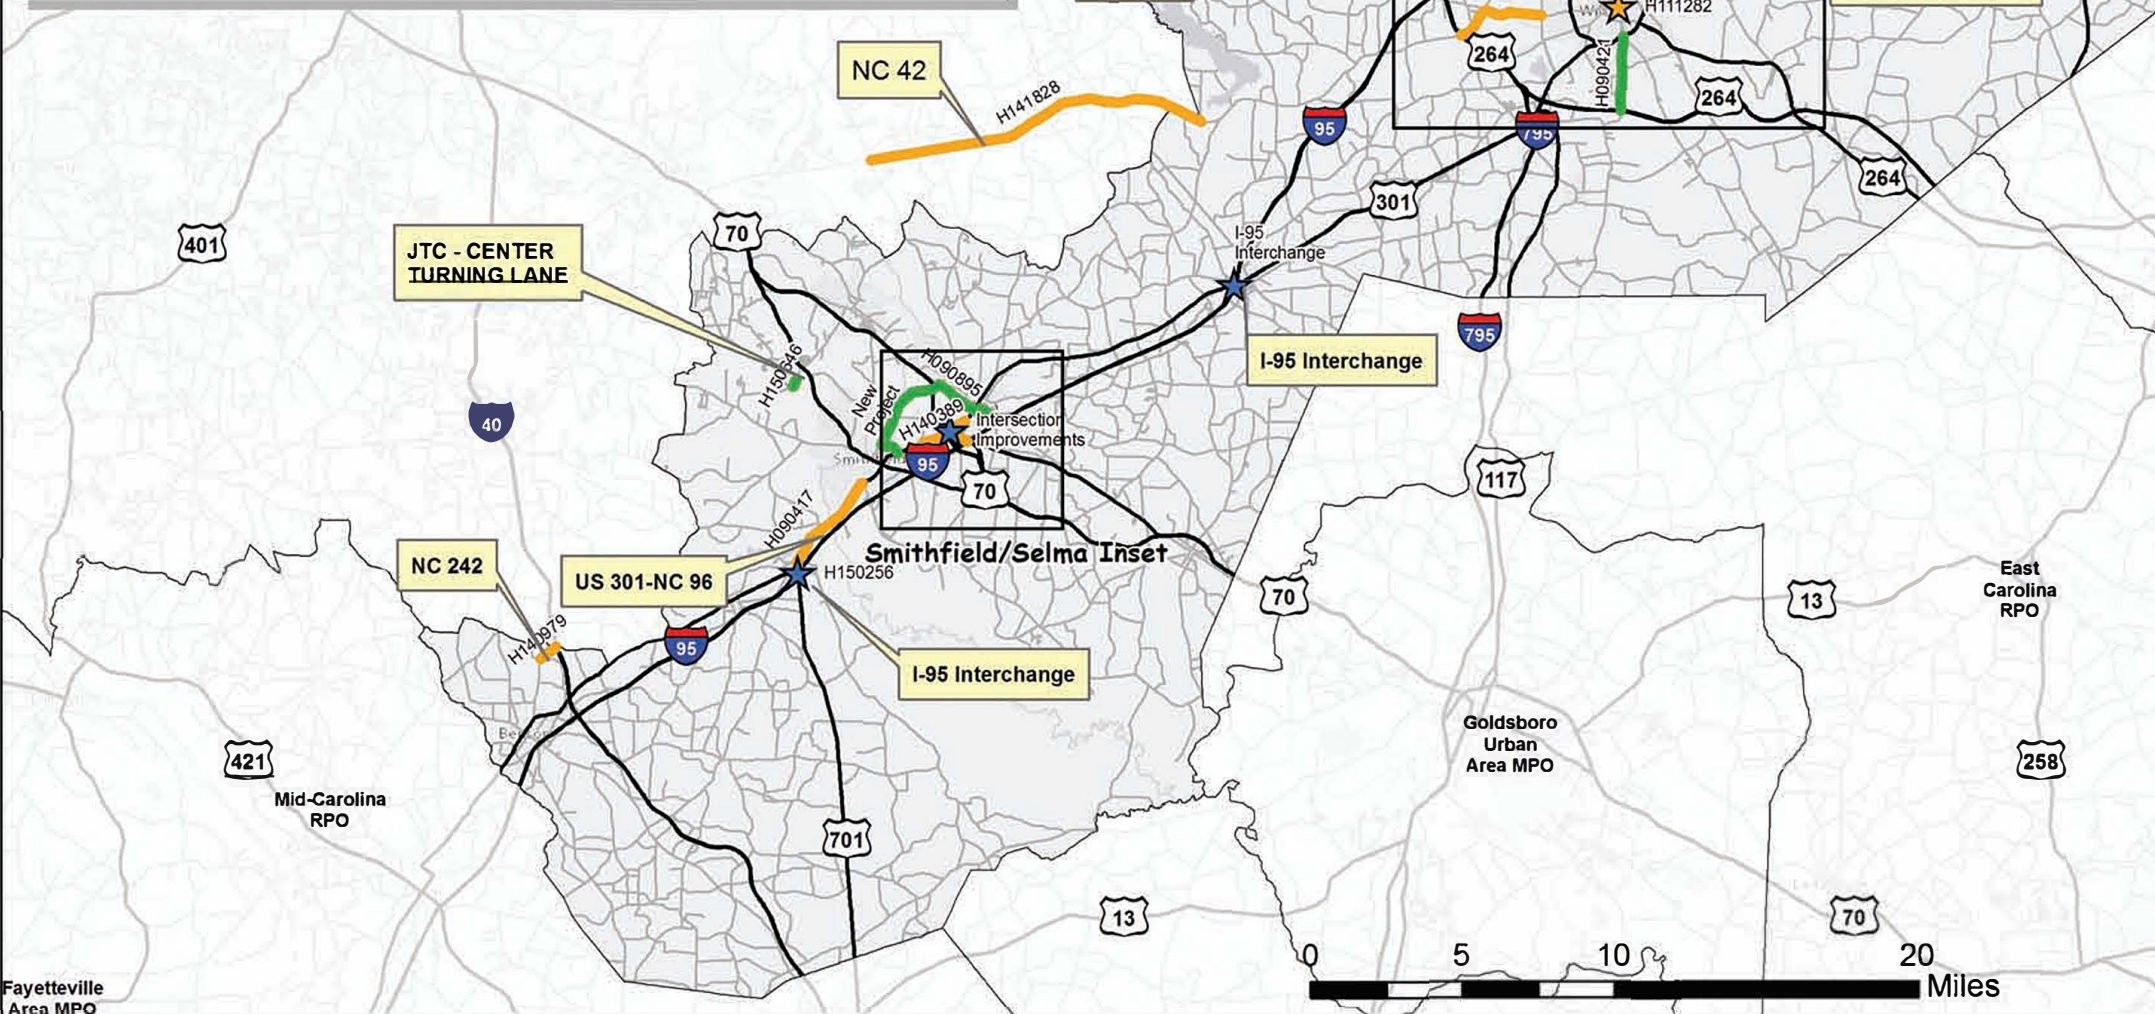 H111282
264
H090421
264
NC 42
H141828
95
795
264
301
401
70
I-95
Interchange
JTC - CENTER
TURNING LANE
795
I-95 Interchange
H150646
H090895
New
Project
H140389
Intersection
Improvements
40
95
70
117
H090417
Smithfield/Selma Inset
NC 242
US 301-NC 96
H150256
70
13
East
Carolina
RPO
H140979
95
I-95 Interchange
Goldsboro
Urban
Area MPO
421
258
Mid-Carolina
RPO
701
13
70
0 5 10 20
Miles
Fayetteville
Area MPO